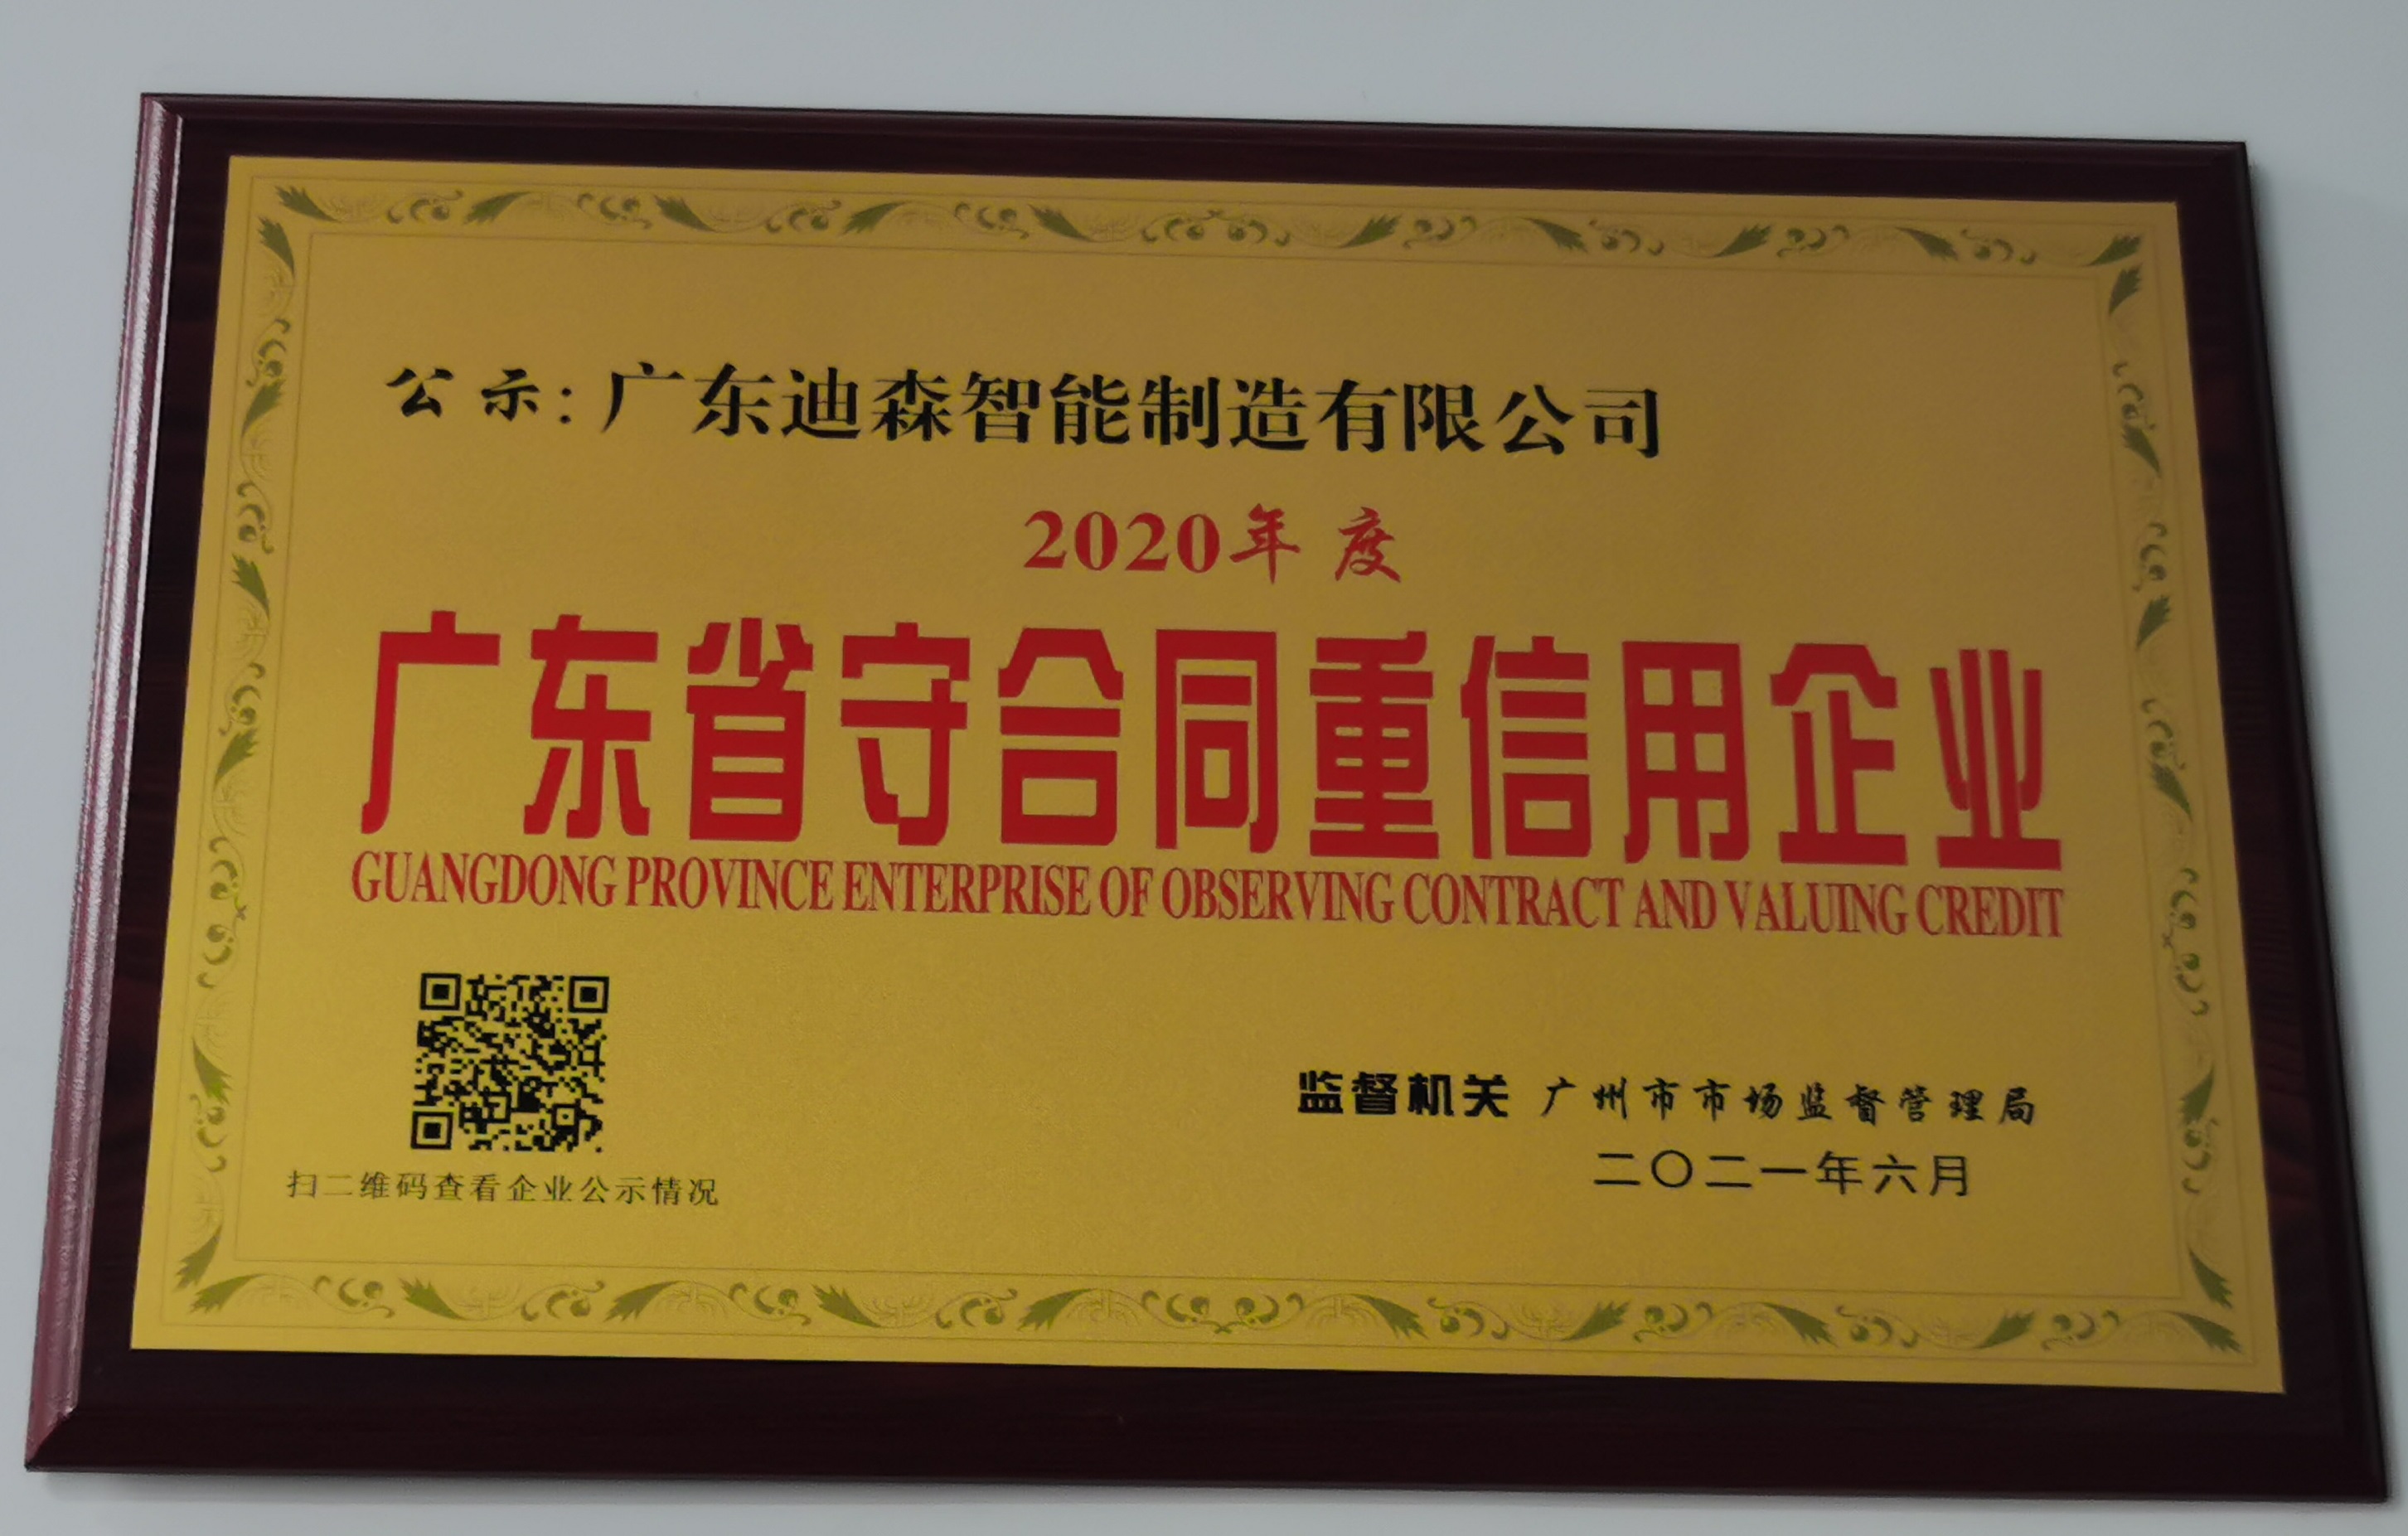 公示：广东迪森智能制造有限公司
2020年度
广东省守合同重信用企业
GUANGDONG PROVINCE ENTERPRISE OF OBSERVING CONTRACT AND VALUING CREDIT
监督机关 广州市市场监督管理局
二〇二一年六月
扫二维码查看企业公示情况